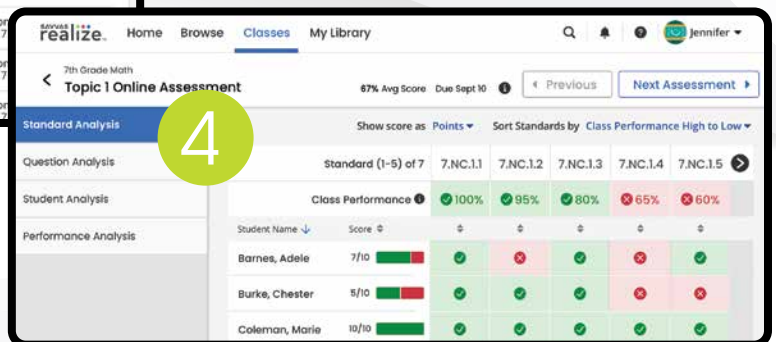 SAVVAS
realize. Home Browse Classes My Library Jennifer
7th Grade Math
Topic 1 Online Assessment 67% Avg Score Due Sept 10 Previous Next Assessment
4
Standard Analysis Show score as Points Sort Standards by Class Performance High to Low
Question Analysis Standard (1-5) of 7 7.NC.1.1 7.NC.1.2 7.NC.1.3 7.NC.1.4 7.NC.1.5
Student Analysis Class Performance 100% 95% 80% 65% 60%
Performance Analysis Student Name Score
Barnes, Adele 7/10
Burke, Chester 5/10
Coleman, Marie 10/10